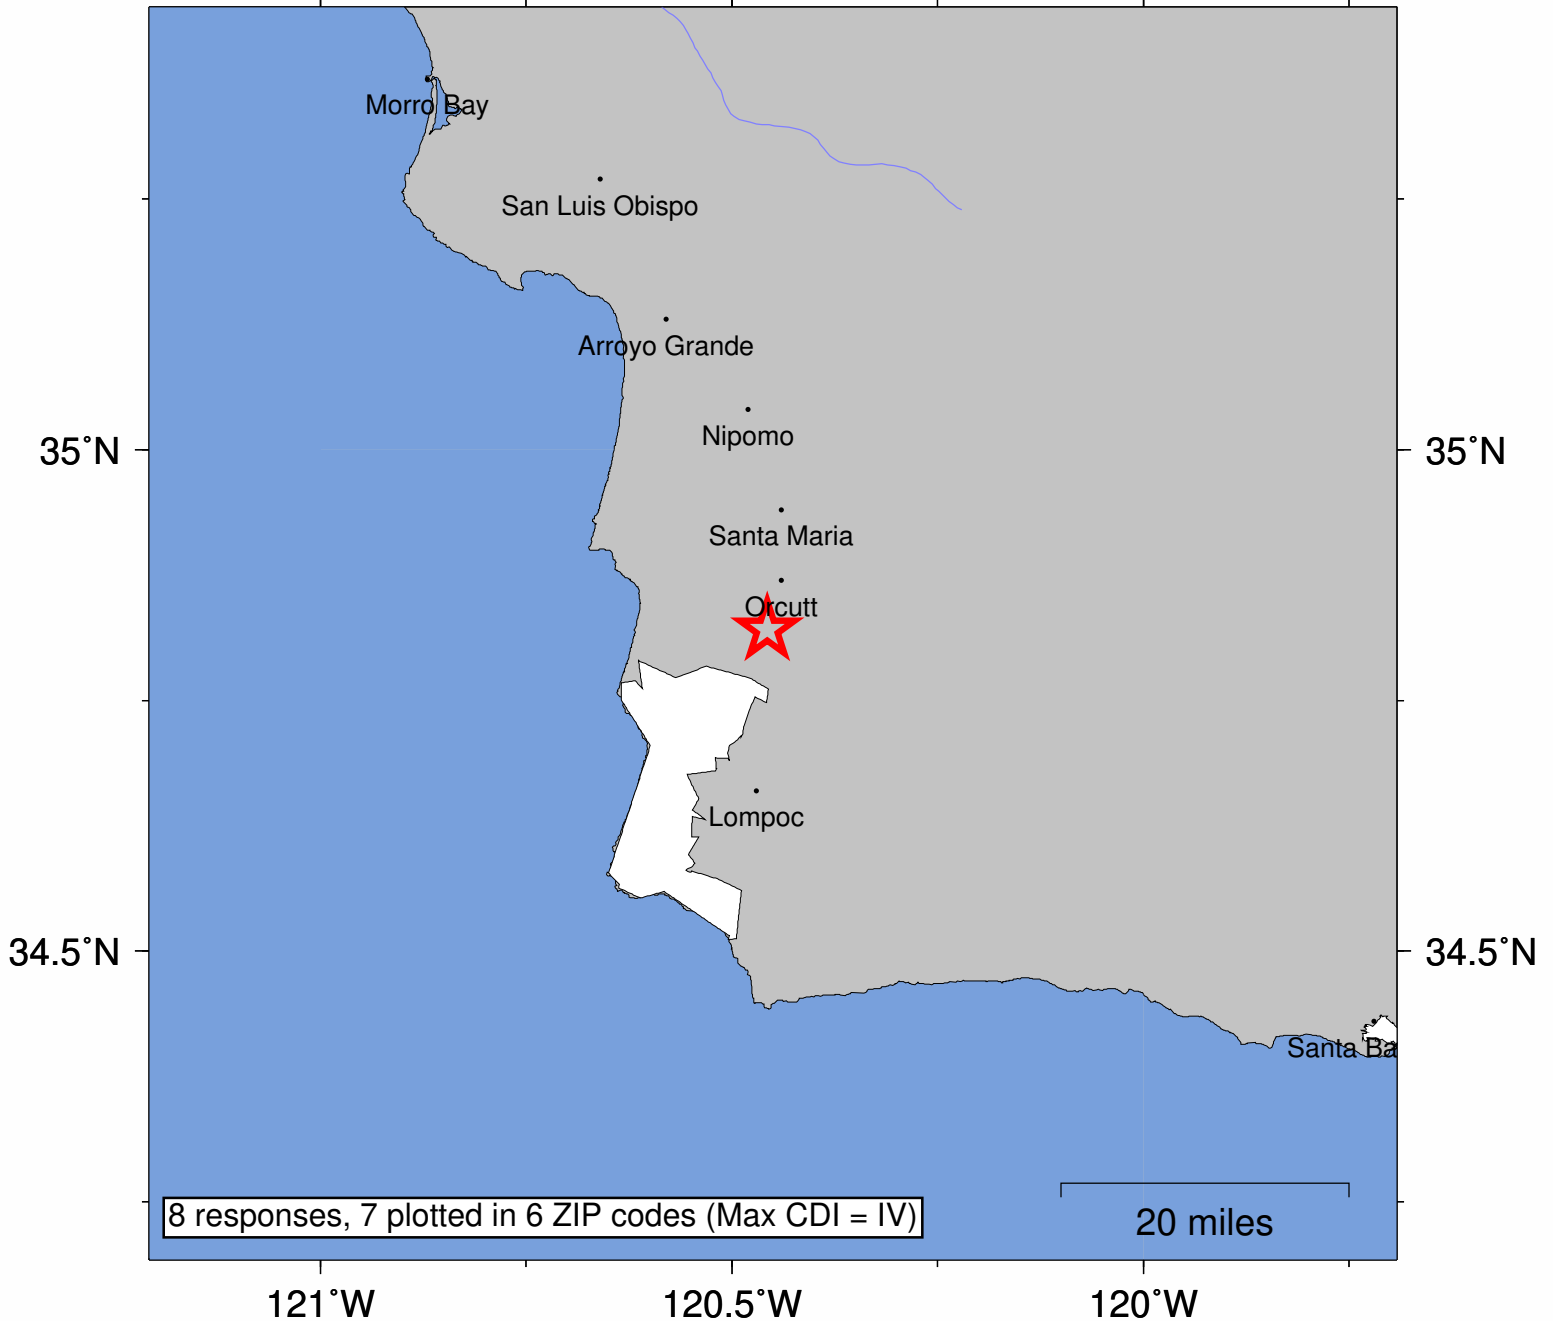 Morro Bay
San Luis Obispo
Arroyo Grande
Nipomo
35˚N
35˚N
Santa Maria
Orcutt
Lompoc
34.5˚N
34.5˚N
Santa Ba
8 responses, 7 plotted in 6 ZIP codes (Max CDI = IV)
20 miles
121˚W
120.5˚W
120˚W